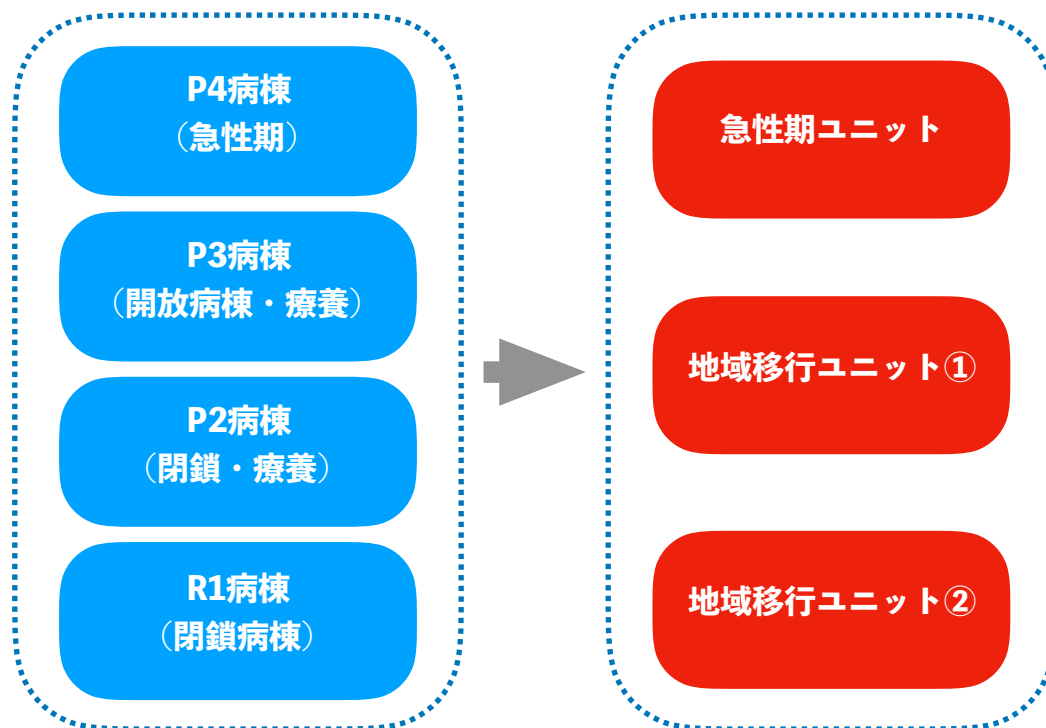 P4病棟
（急性期）
P3病棟
（開放病棟・療養）
P2病棟
（閉鎖・療養）
R1病棟
（閉鎖病棟）
急性期ユニット
地域移行ユニット①
地域移行ユニット②